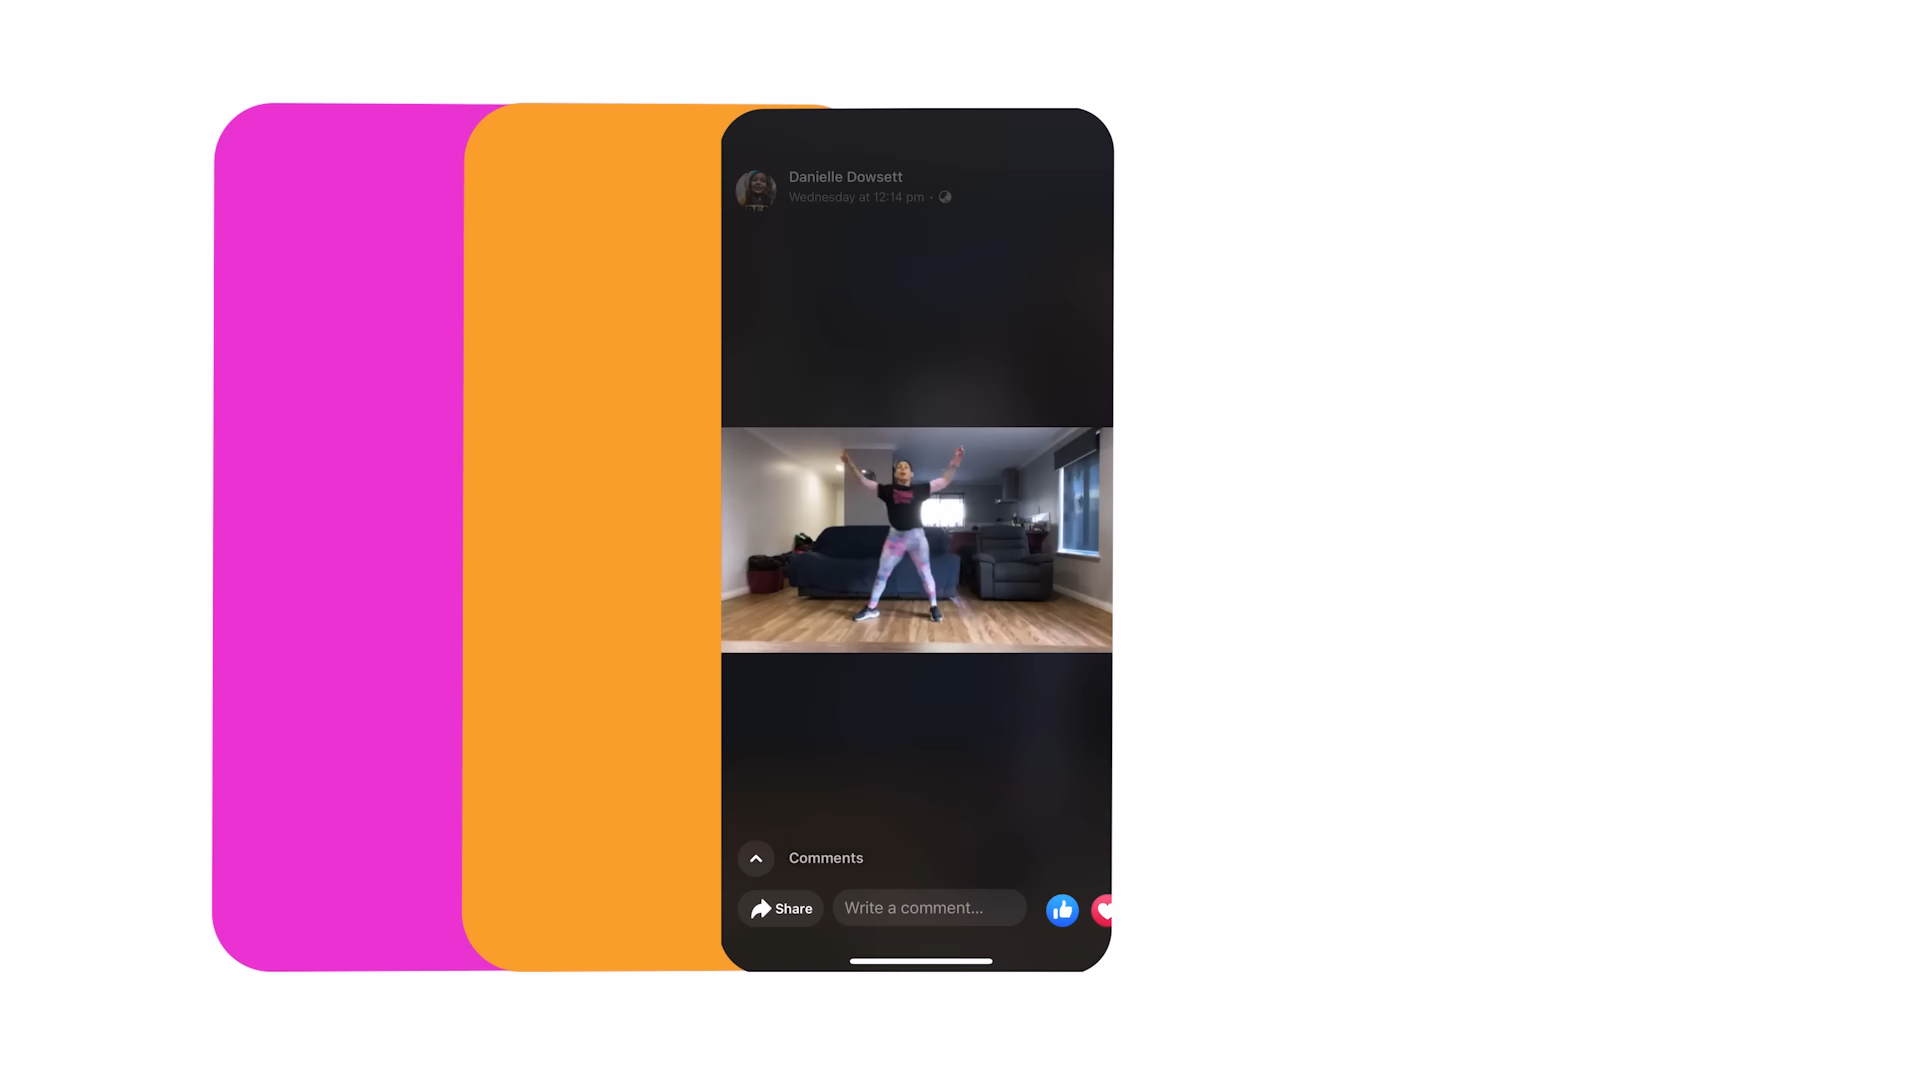 Danielle Dowsett
Wednesday at 12:14 pm ·
Comments
Share
Write a comment...